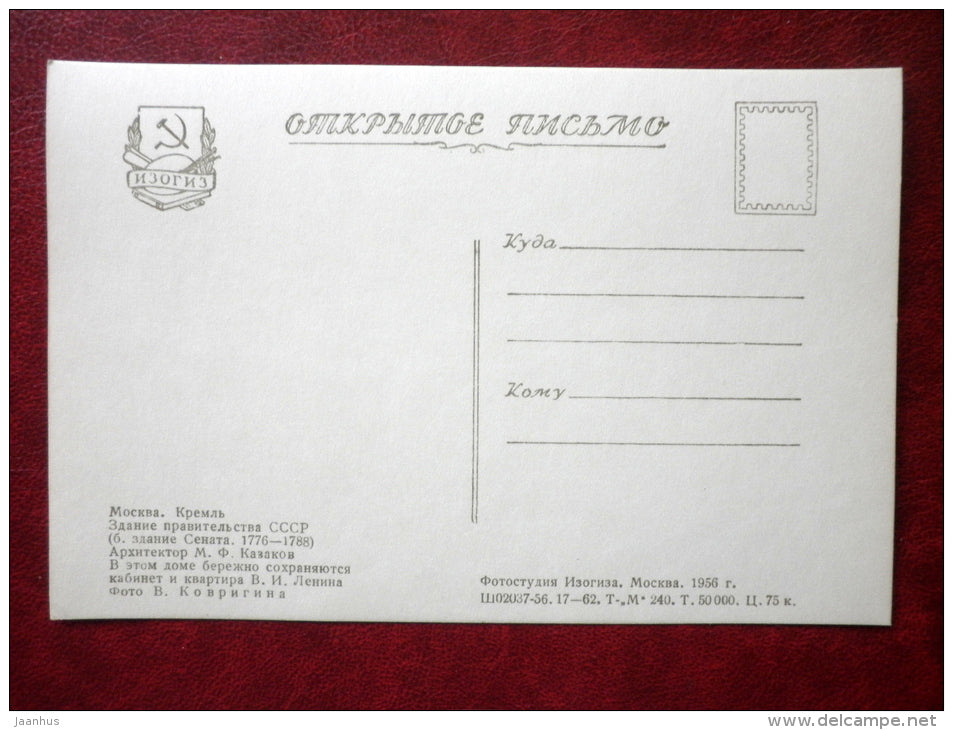 ОТКРЫТОЕ ПИСЬМО
ИЗОГИЗ
Куда
Кому
Москва. Кремль
Здание правительства СССР
(б. здание Сената. 1776—1788)
Архитектор М. Ф. Казаков
В этом доме бережно сохраняются
кабинет и квартира В. И. Ленина
Фото В. Ковригина
Фотостудия Изогиза. Москва. 1956 г.
Ш02037-56. 17—62. Т-„М“ 240. Т. 50 000. Ц. 75 к.
jaanhus
www.delcampe.net